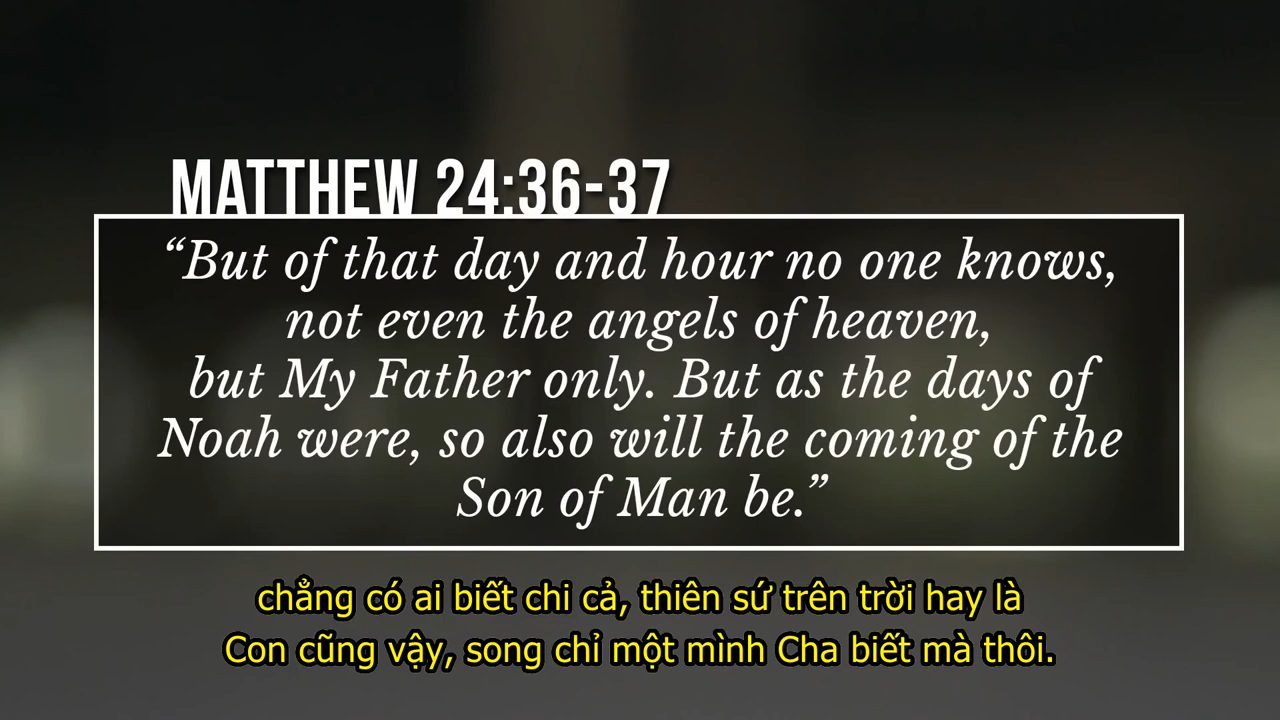 MATTHEW 24:36-37
“But of that day and hour no one knows,
not even the angels of heaven,
but My Father only. But as the days of
Noah were, so also will the coming of the
Son of Man be.”
chẳng có ai biết chi cả, thiên sứ trên trời hay là
Con cũng vậy, song chỉ một mình Cha biết mà thôi.